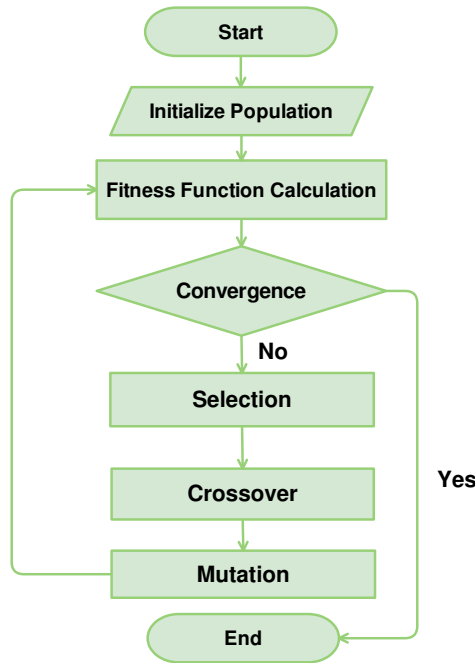 Start
Initialize Population
Fitness Function Calculation
Convergence
No
Selection
Yes
Crossover
Mutation
End